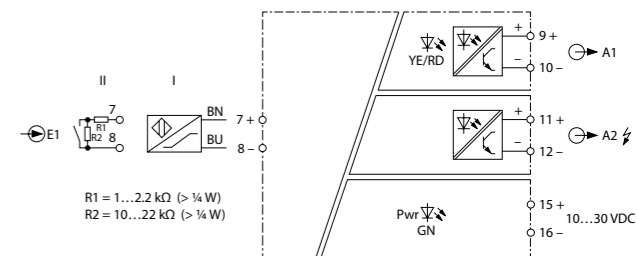 +
9 +
YE/RD
−
10 −
A1
II
I
7
BN
7 +
E1
R1
R2
8
BU
8 −
+
11 +
−
12 −
A2
R1 = 1…2.2 kΩ (> ¼ W)
R2 = 10…22 kΩ (> ¼ W)
Pwr
GN
15 +
10…30 VDC
16 −